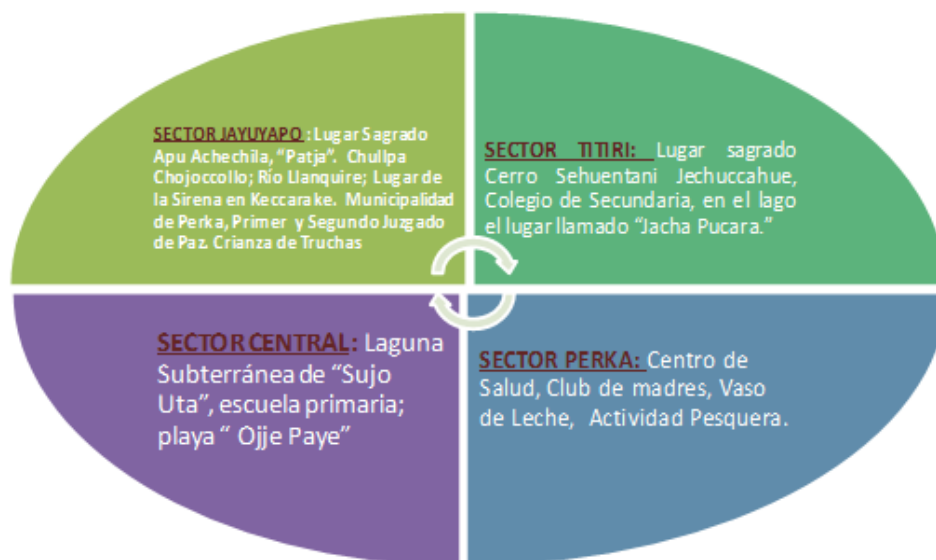 SECTOR JAYUYAPO : Lugar Sagrado
Apu Achechila, “Patja”. Chullpa
Chojoccollo; Río Llanquire; Lugar de
la Sirena en Keccarake. Municipalidad
de Perka, Primer y Segundo Juzgado
de Paz. Crianza de Truchas
SECTOR TITIRI: Lugar sagrado
Cerro Sehuentani Jechuccahue,
Colegio de Secundaria, en el lago
el lugar llamado “Jacha Pucara.”
SECTOR CENTRAL: Laguna
Subterránea de “Sujo
Uta”, escuela primaria;
playa “ Ojje Paye”
SECTOR PERKA: Centro de
Salud, Club de madres, Vaso
de Leche, Actividad Pesquera.